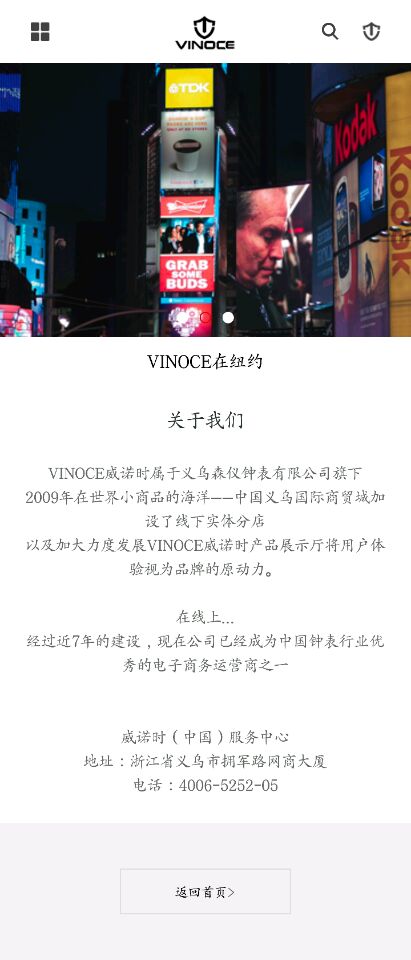 VINOCE
TDK
Kodak
GRAB
SOME
BUDS
Kodak
VINOCE在纽约
关于我们
VINOCE威诺时属于义乌森仪钟表有限公司旗下
2009年在世界小商品的海洋——中国义乌国际商贸城加
设了线下实体分店
以及加大力度发展VINOCE威诺时产品展示厅将用户体
验视为品牌的原动力。
在线上...
经过近7年的建设，现在公司已经成为中国钟表行业优
秀的电子商务运营商之一
威诺时（中国）服务中心
地址：浙江省义乌市拥军路网商大厦
电话：4006-5252-05
返回首页>